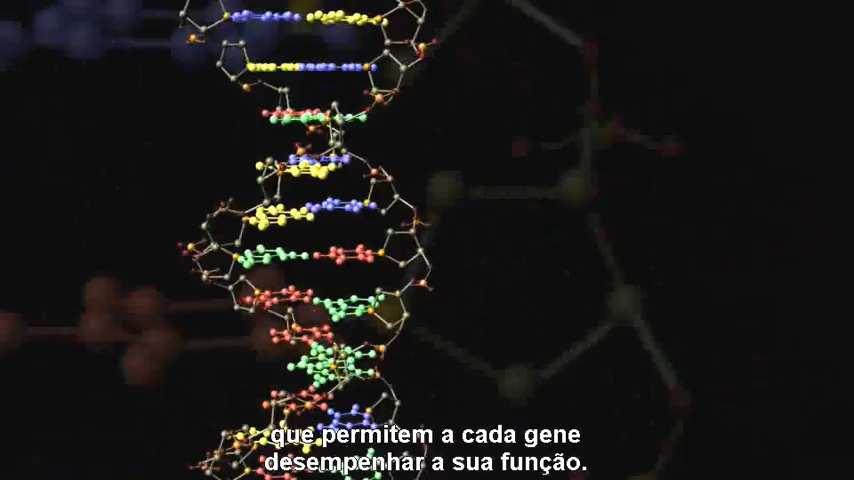 que permitem a cada gene
desempenhar a sua função.